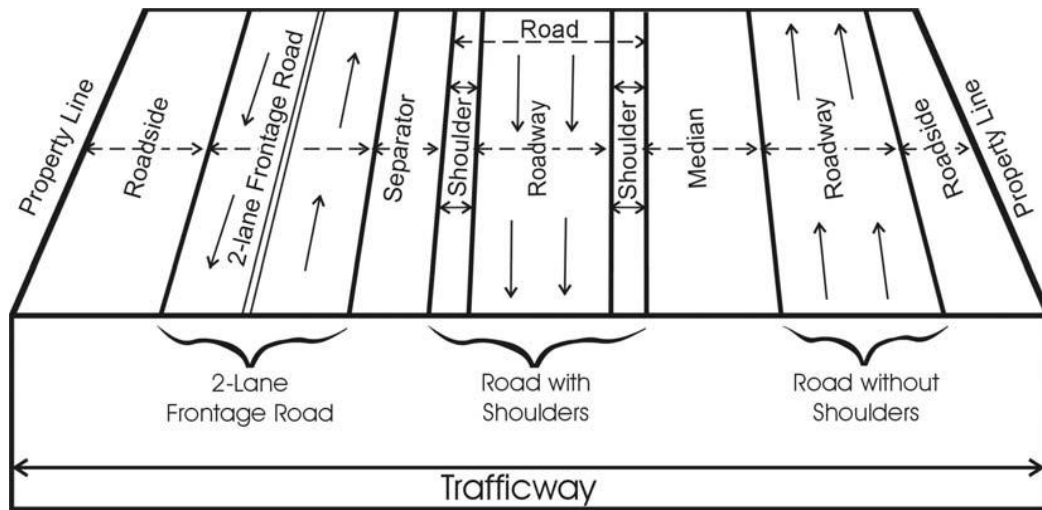 Road
Property Line
Roadside
2-lane Frontage Road
Separator
Shoulder
Roadway
Shoulder
Median
Roadway
Roadside
Property Line
2-Lane
Frontage Road
Road with
Shoulders
Road without
Shoulders
Trafficway